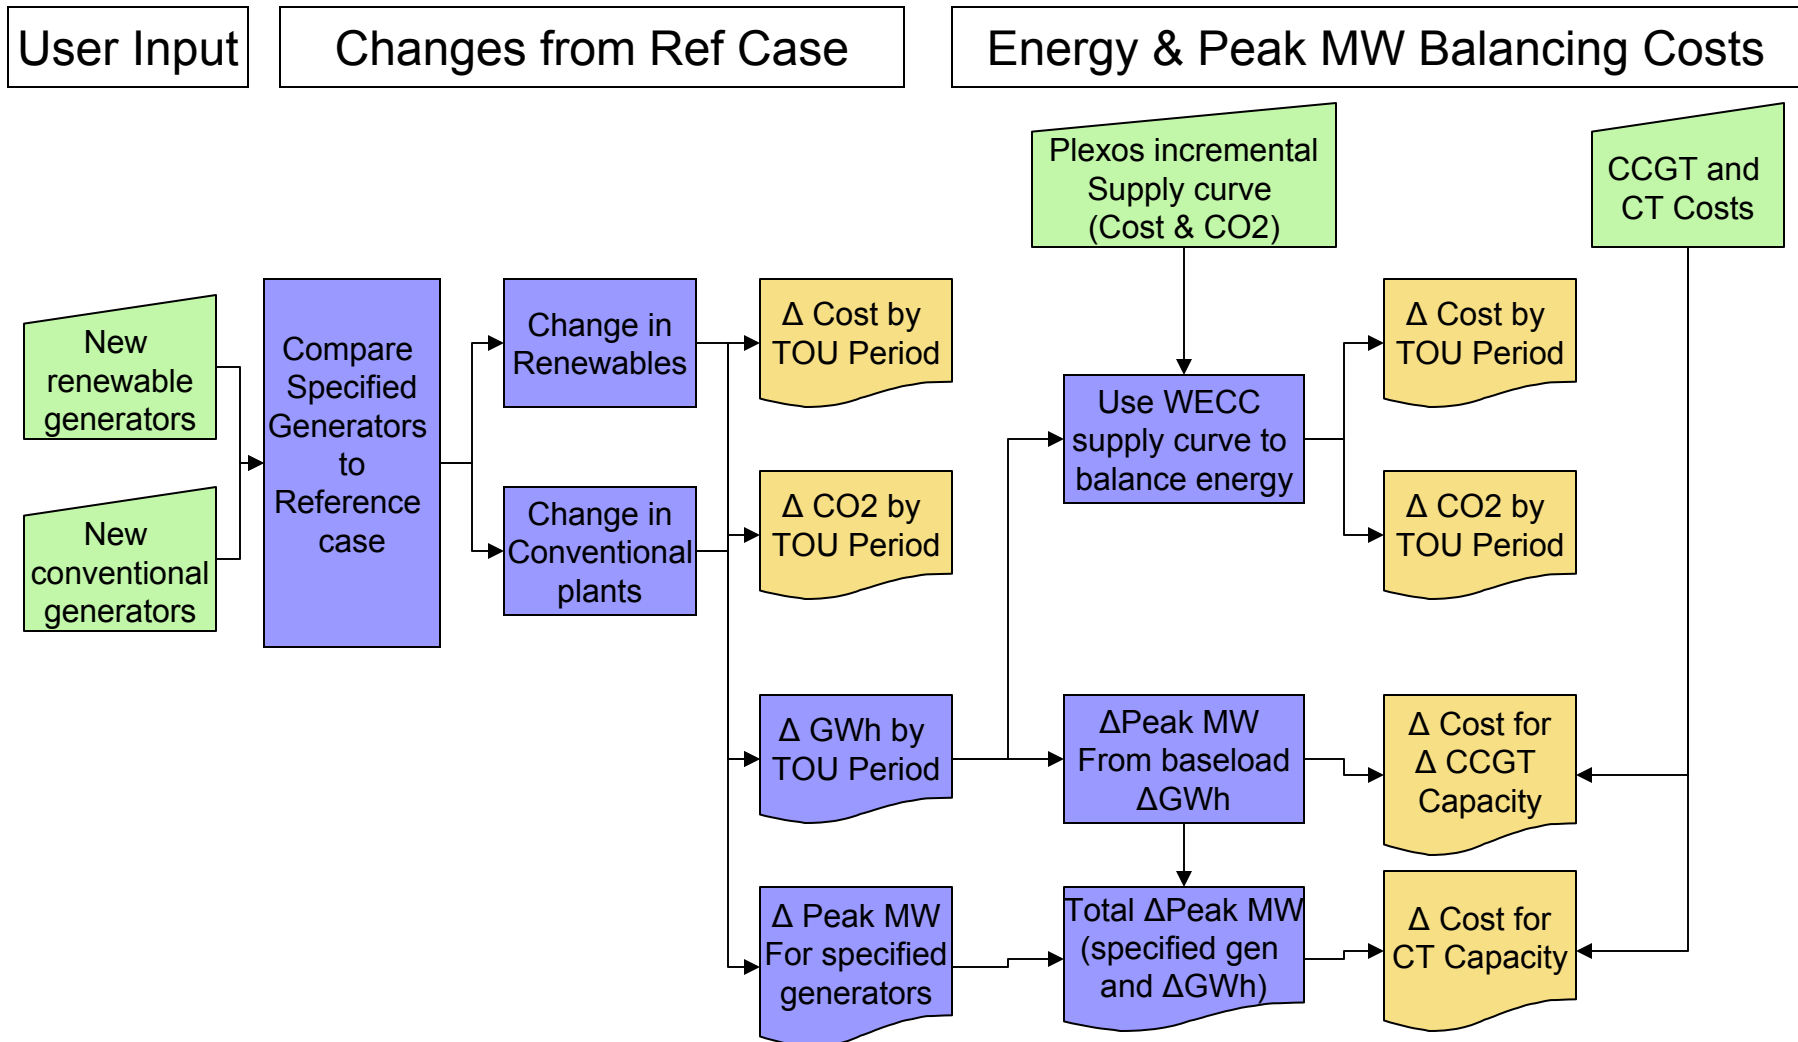 User Input
Changes from Ref Case
Energy & Peak MW Balancing Costs
Plexos incremental
Supply curve
(Cost & CO2)
CCGT and
CT Costs
New
renewable
generators
New
conventional
generators
Compare
Specified
Generators
to
Reference
case
Change in
Renewables
Change in
Conventional
plants
Δ Cost by
TOU Period
Δ CO2 by
TOU Period
Δ GWh by
TOU Period
Δ Peak MW
For specified
generators
Use WECC
supply curve to
balance energy
ΔPeak MW
From baseload
ΔGWh
Total ΔPeak MW
(specified gen
and ΔGWh)
Δ Cost by
TOU Period
Δ CO2 by
TOU Period
Δ Cost for
Δ CCGT
Capacity
Δ Cost for
CT Capacity